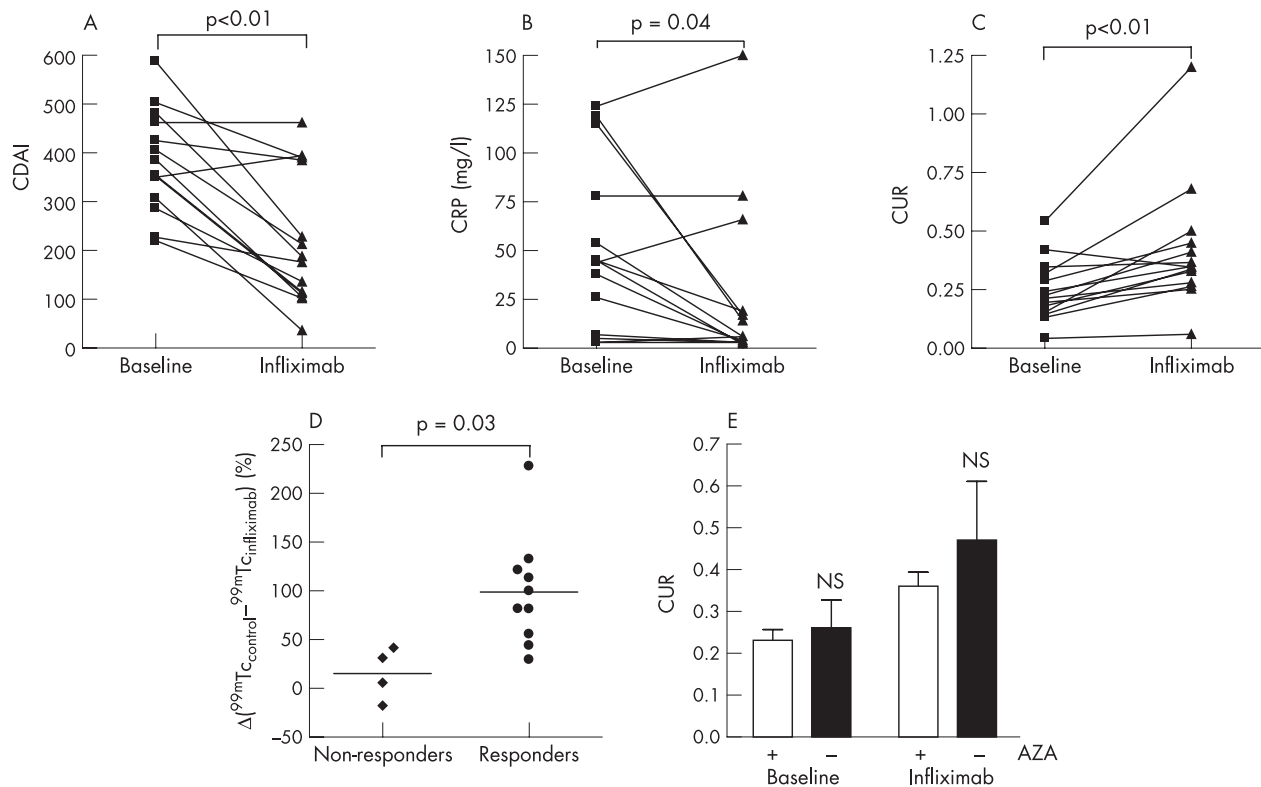 A
p<0.01
CDAI
600
500
400
300
200
100
0
Baseline
Infliximab
B
p = 0.04
CRP (mg/l)
150
125
100
75
50
25
0
Baseline
Infliximab
C
p<0.01
CUR
1.25
1.00
0.75
0.50
0.25
0.00
Baseline
Infliximab
D
p = 0.03
Δ(99mTccontrol–99mTcinfliximab) (%)
250
200
150
100
50
0
–50
Non-responders
Responders
E
CUR
0.7
0.6
0.5
0.4
0.3
0.2
0.1
0.0
NS
NS
+ – + – AZA
Baseline
Infliximab